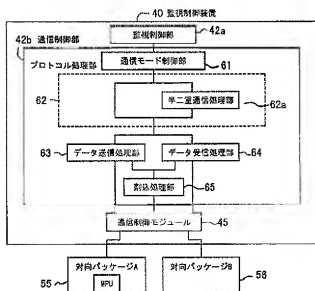 40 監視制御装置
42b 通信制御部
監視制御部
42a
プロトコル処理部
通信モード制御部
61
62
半二重通信処理部
62a
63
データ送信処理部
データ受信処理部
64
割込処理部
65
通信制御モジュール
45
対向パッケージA
対向パッケージB
MPU
55
56